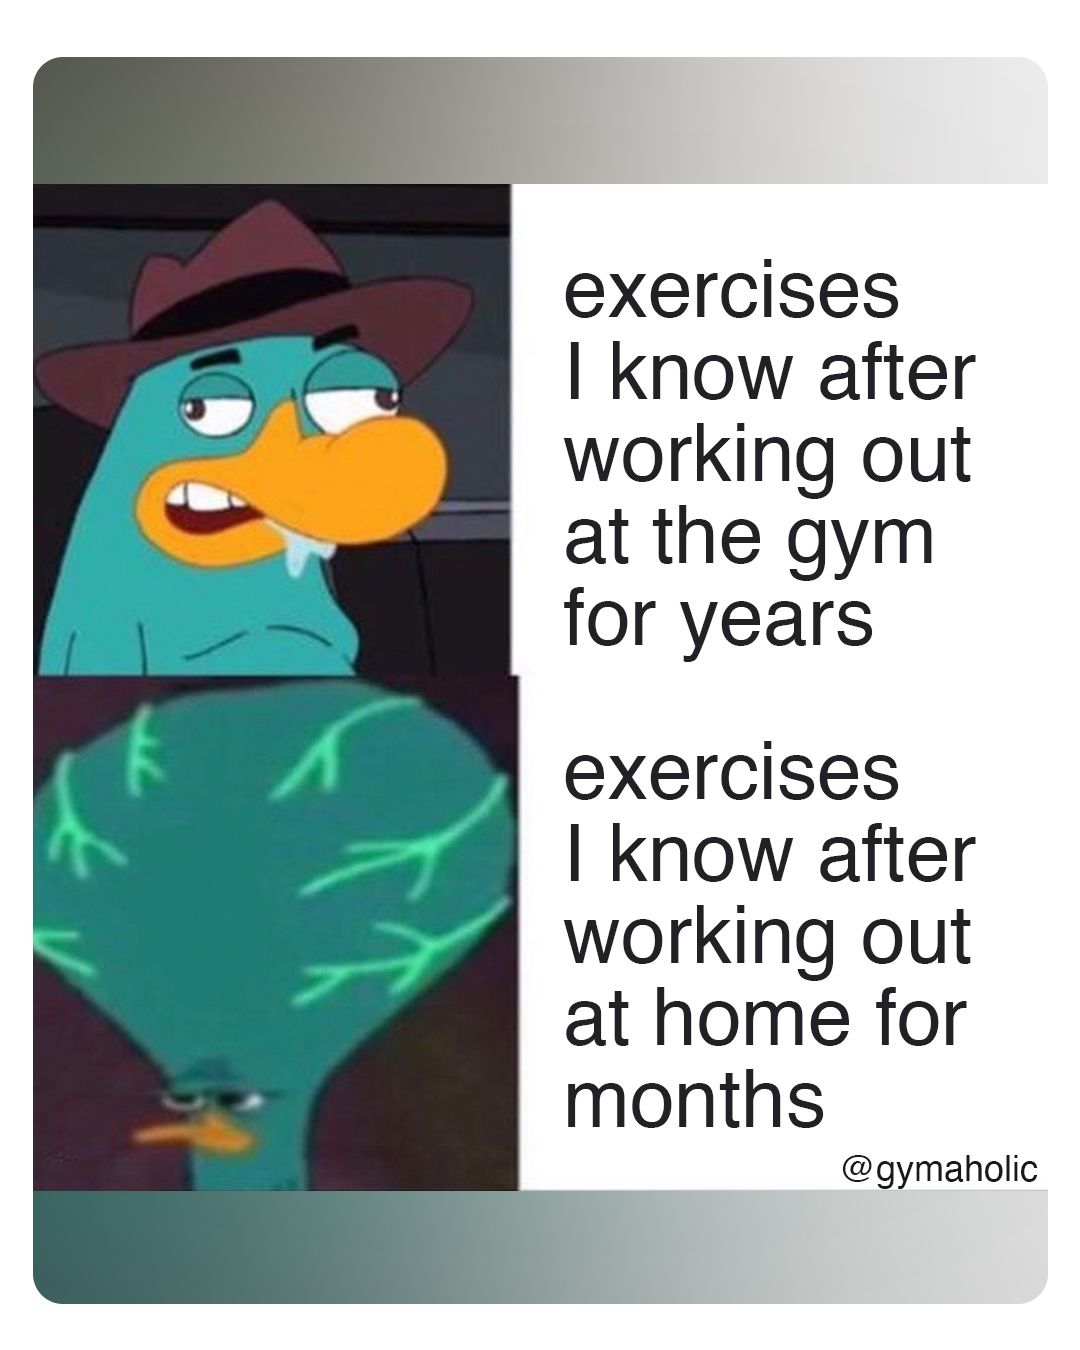 exercises
I know after
working out
at the gym
for years
exercises
I know after
working out
at home for
months
@gymaholic